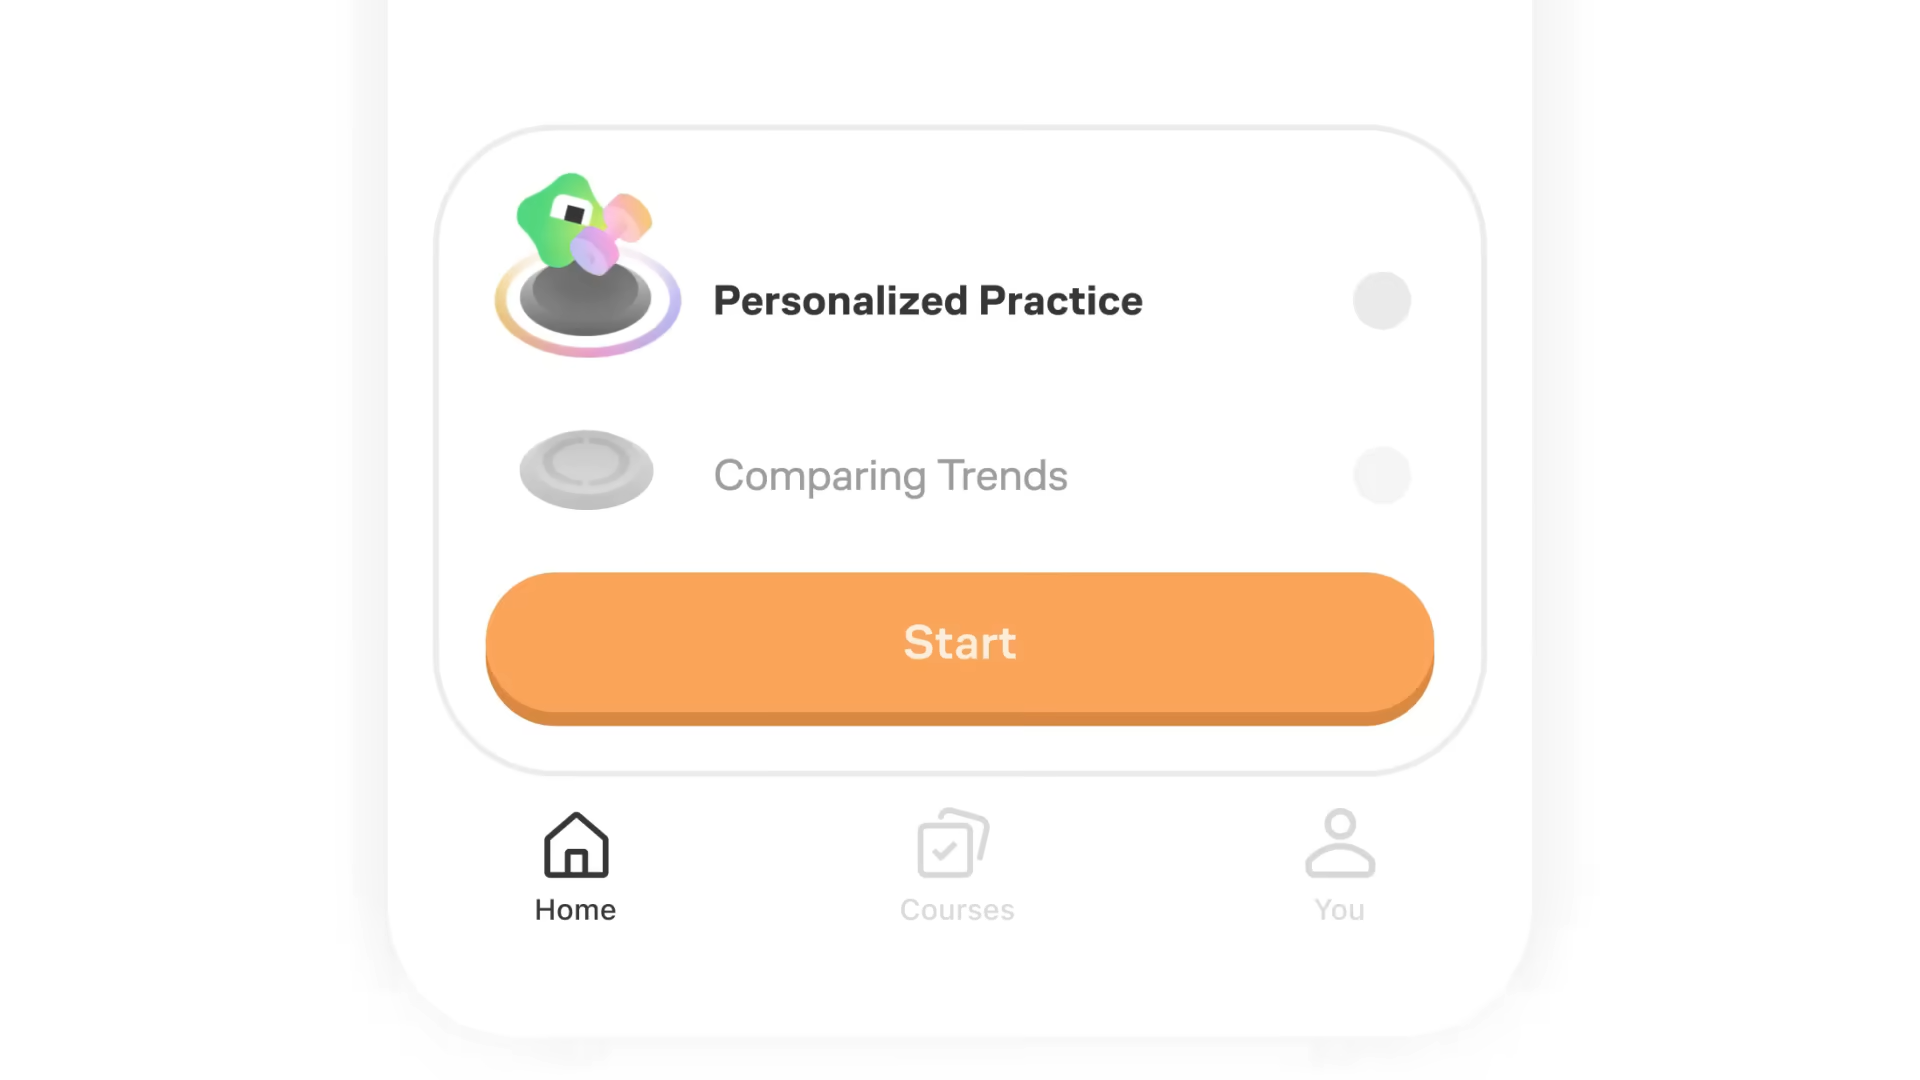 Personalized Practice
Comparing Trends
Start
Home
Courses
You